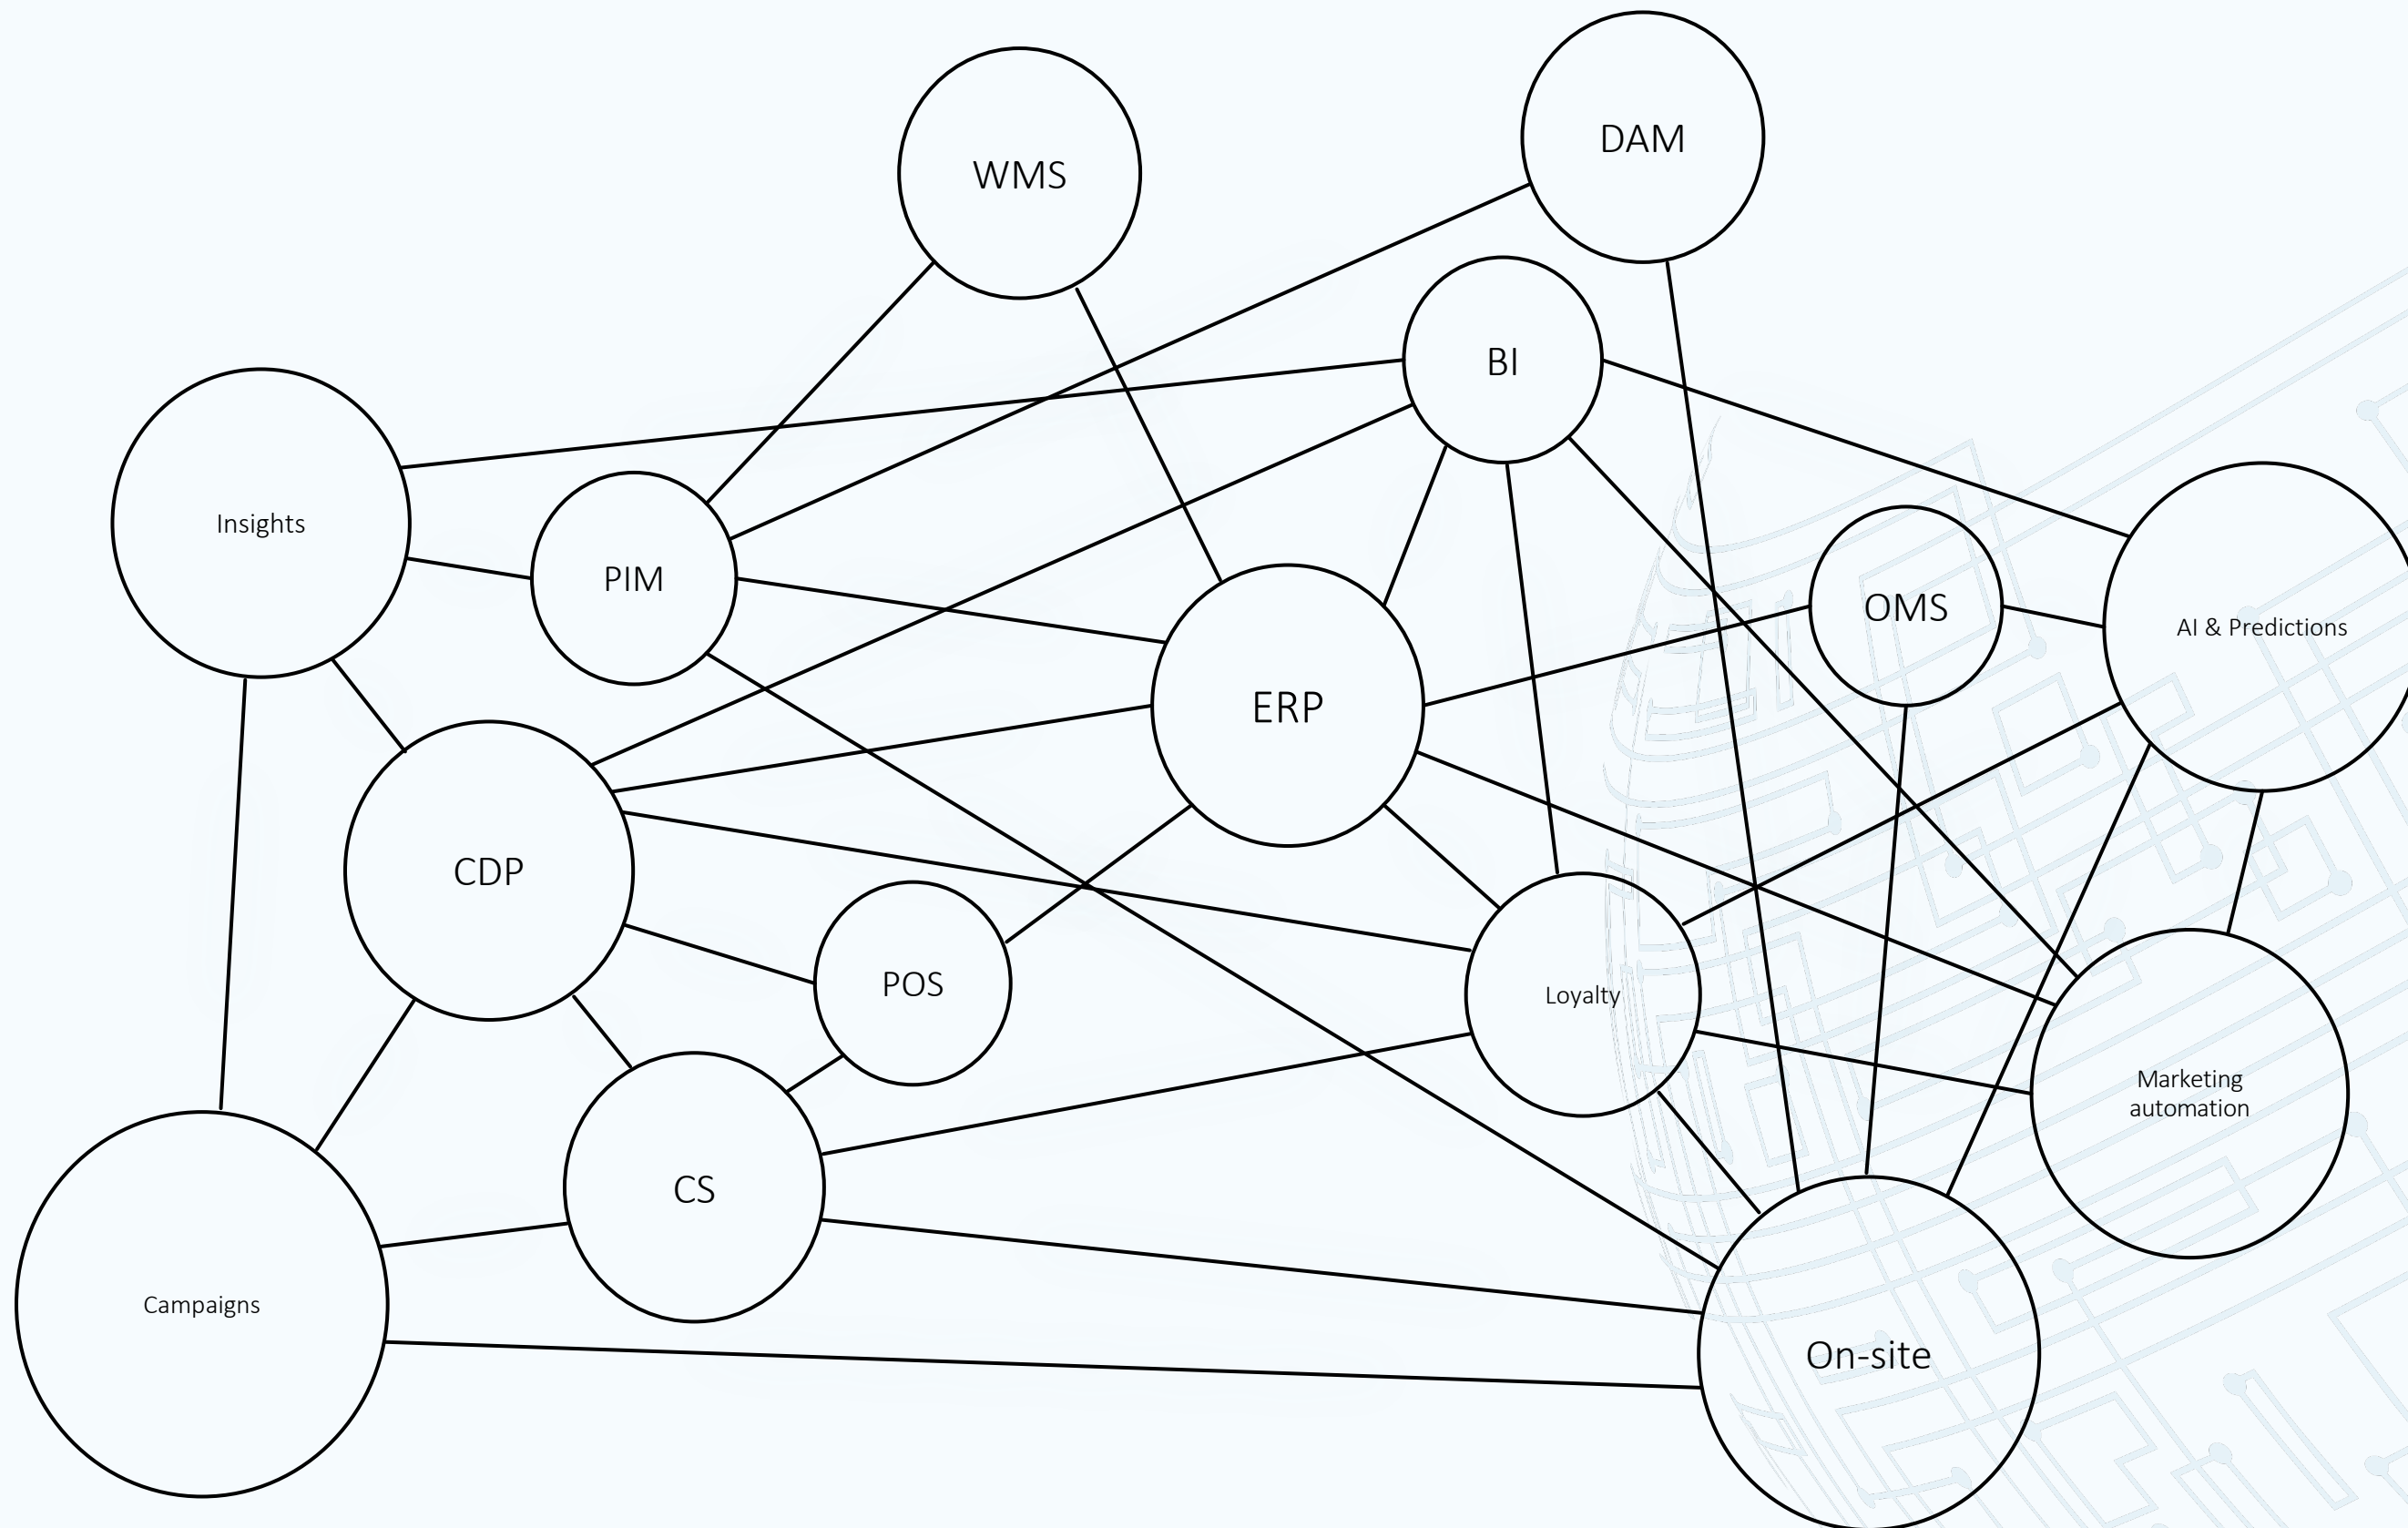 DAM
WMS
BI
Insights
PIM
OMS
AI & Predictions
ERP
CDP
POS
Loyalty
Marketing
automation
CS
Campaigns
On-site